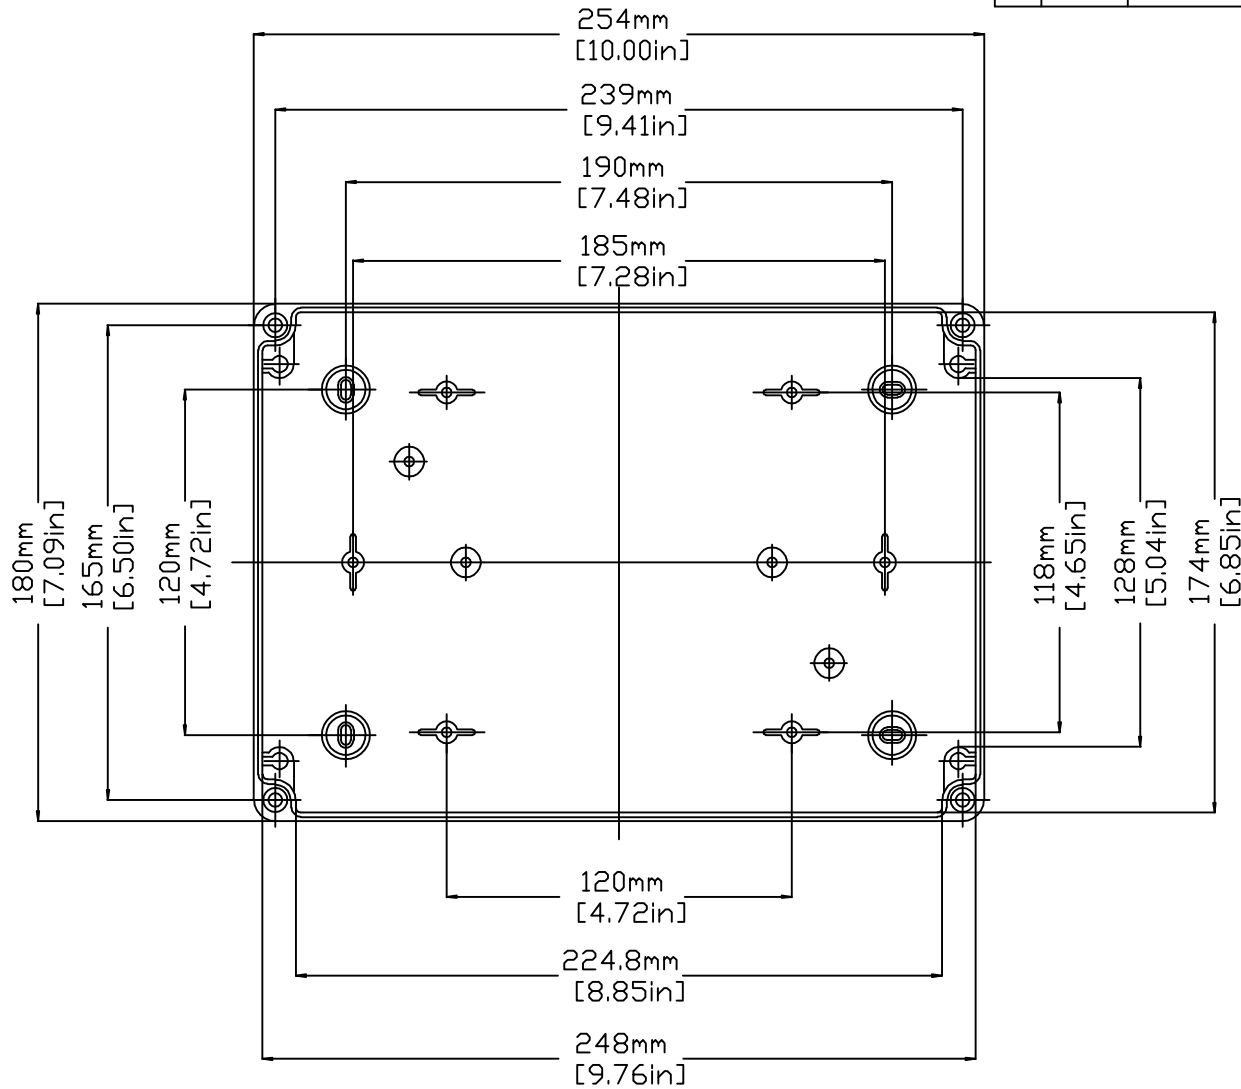 254mm
[10.00in]
239mm
[9.41in]
190mm
[7.48in]
185mm
[7.28in]
180mm
[7.09in]
165mm
[6.50in]
120mm
[4.72in]
118mm
[4.65in]
128mm
[5.04in]
174mm
[6.85in]
120mm
[4.72in]
224.8mm
[8.85in]
248mm
[9.76in]